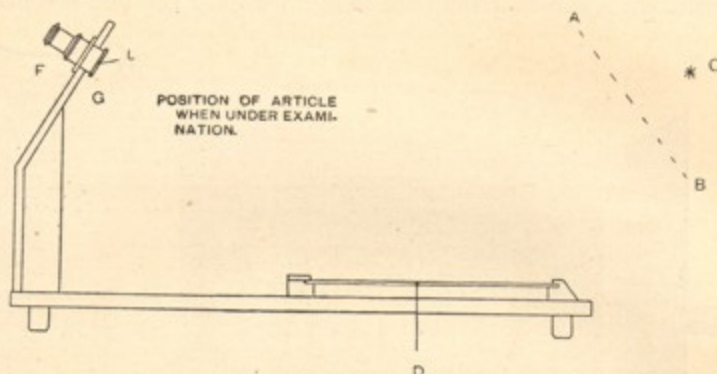 A
L
F
C
G
POSITION OF ARTICLE
WHEN UNDER EXAMI-
NATION.
B
D